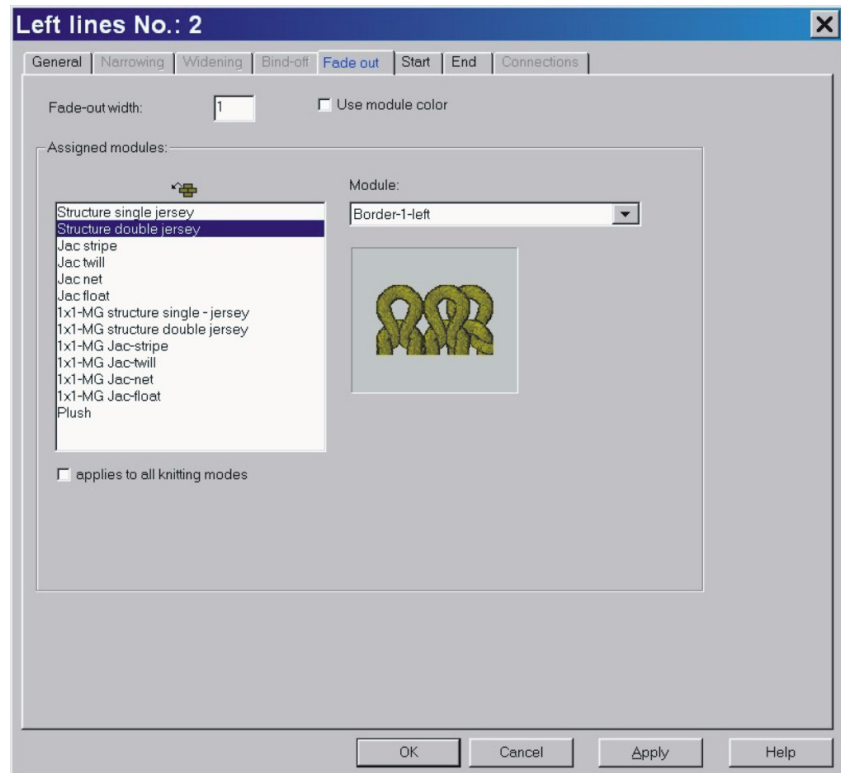 Left lines No.: 2
General Narrowing Widening Bind-off Fade out Start End Connections
Fade-out width: 1 Use module color
Assigned modules:
Module:
Border-1-left
Structure single jersey
Structure double jersey
Jac stripe
Jac twill
Jac net
Jac float
1x1-MG structure single - jersey
1x1-MG structure double jersey
1x1-MG Jac-stripe
1x1-MG Jac-twill
1x1-MG Jac-net
1x1-MG Jac-float
Plush
applies to all knitting modes
OK Cancel Apply Help